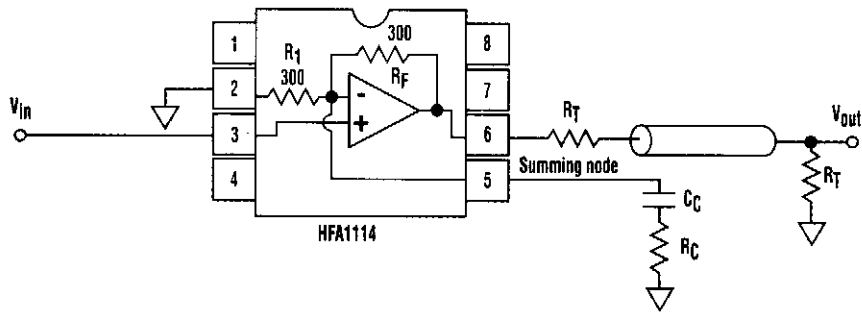 300
1
8
R1
300
RF
2
7
-
+
Vin
3
6
RT
Vout
4
5
Summing node
RT
CC
RC
HFA1114